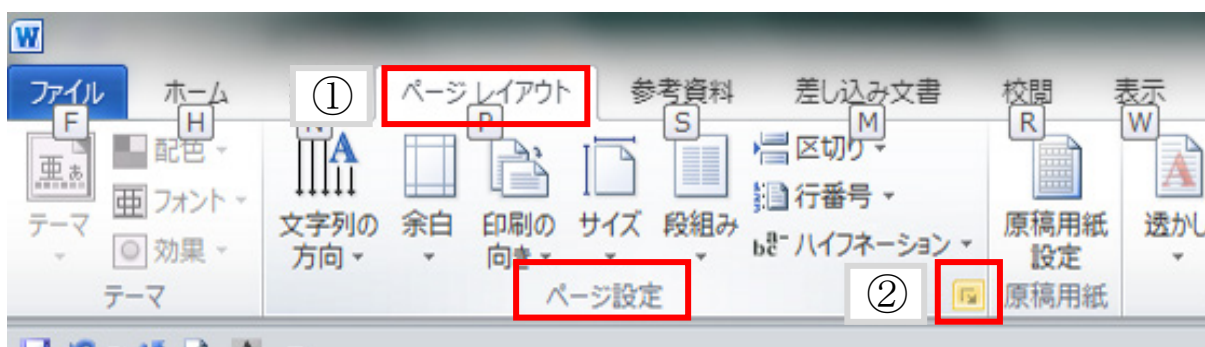 W
ファイル ホーム ① ページ レイアウト 参考資料 差し込み文書 校閲 表示
F H P S M R W
亜あ 配色 A 区切り A
亜 フォント 行番号
テーマ 文字列の 余白 印刷の サイズ 段組み 原稿用紙 透かし
効果 方向 向き ハイフネーション 設定
テーマ ページ設定 ② 原稿用紙